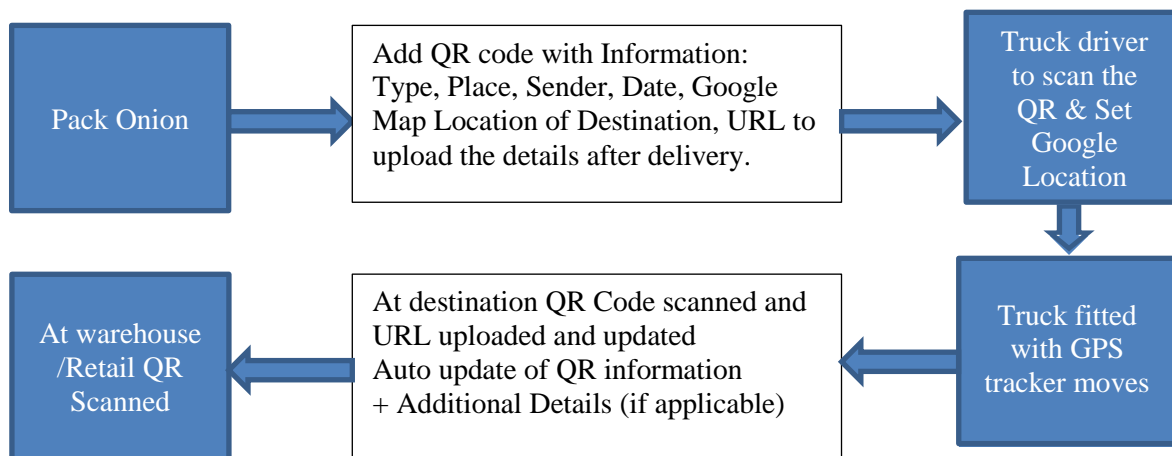 Pack Onion
Add QR code with Information:
Type, Place, Sender, Date, Google
Map Location of Destination, URL to
upload the details after delivery.
Truck driver
to scan the
QR & Set
Google
Location
Truck fitted
with GPS
tracker moves
At destination QR Code scanned and
URL uploaded and updated
Auto update of QR information
+ Additional Details (if applicable)
At warehouse
/Retail QR
Scanned